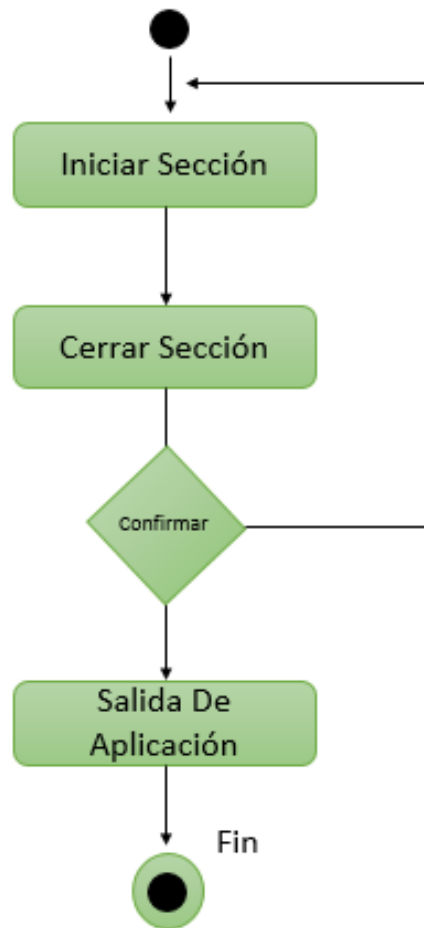 Iniciar Sección
Cerrar Sección
Confirmar
Salida De
Aplicación
Fin